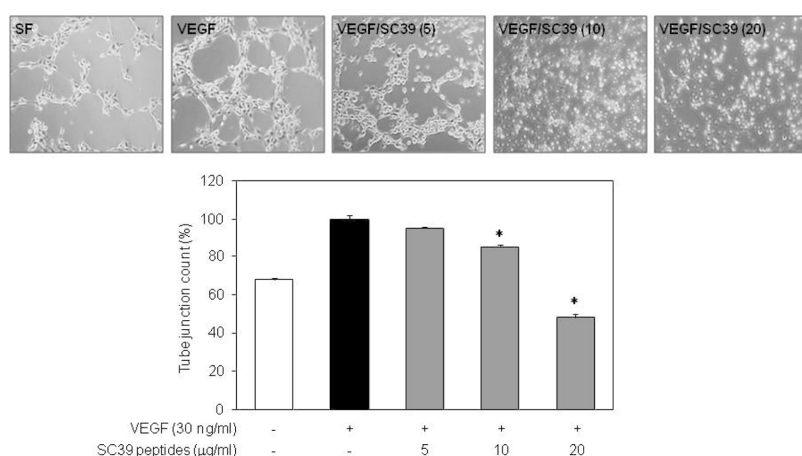 SF VEGF VEGF/SC39 (5) VEGF/SC39 (10) VEGF/SC39 (20)
120
100
80
60
40
20
0
Tube junction count (%)
*
*
VEGF (30 ng/ml) - + + + +
SC39 peptides (µg/ml) - - 5 10 20